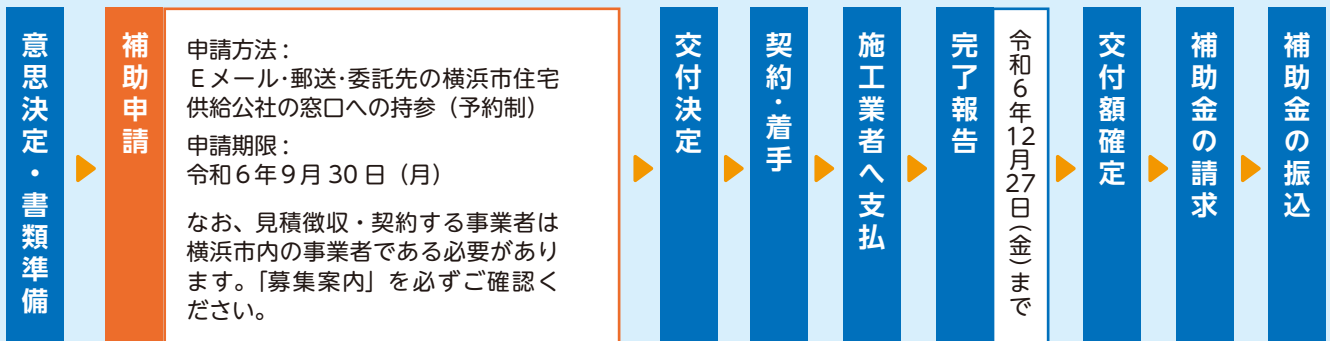 意思決定・書類準備
補助申請
申請方法：
Ｅメール・郵送・委託先の横浜市住宅
供給公社の窓口への持参（予約制）
申請期限：
令和６年９月 30 日（月）
なお、見積徴収・契約する事業者は
横浜市内の事業者である必要があり
ます。「募集案内」を必ずご確認く
ださい。
交付決定
契約・着手
施工業者へ支払
完了報告
令和６年12月27日（金）まで
交付額確定
補助金の請求
補助金の振込